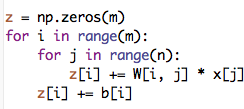 z = np.zeros(m)
for i in range(m):
    for j in range(n):
        z[i] += W[i, j] * x[j]
    z[i] += b[i]